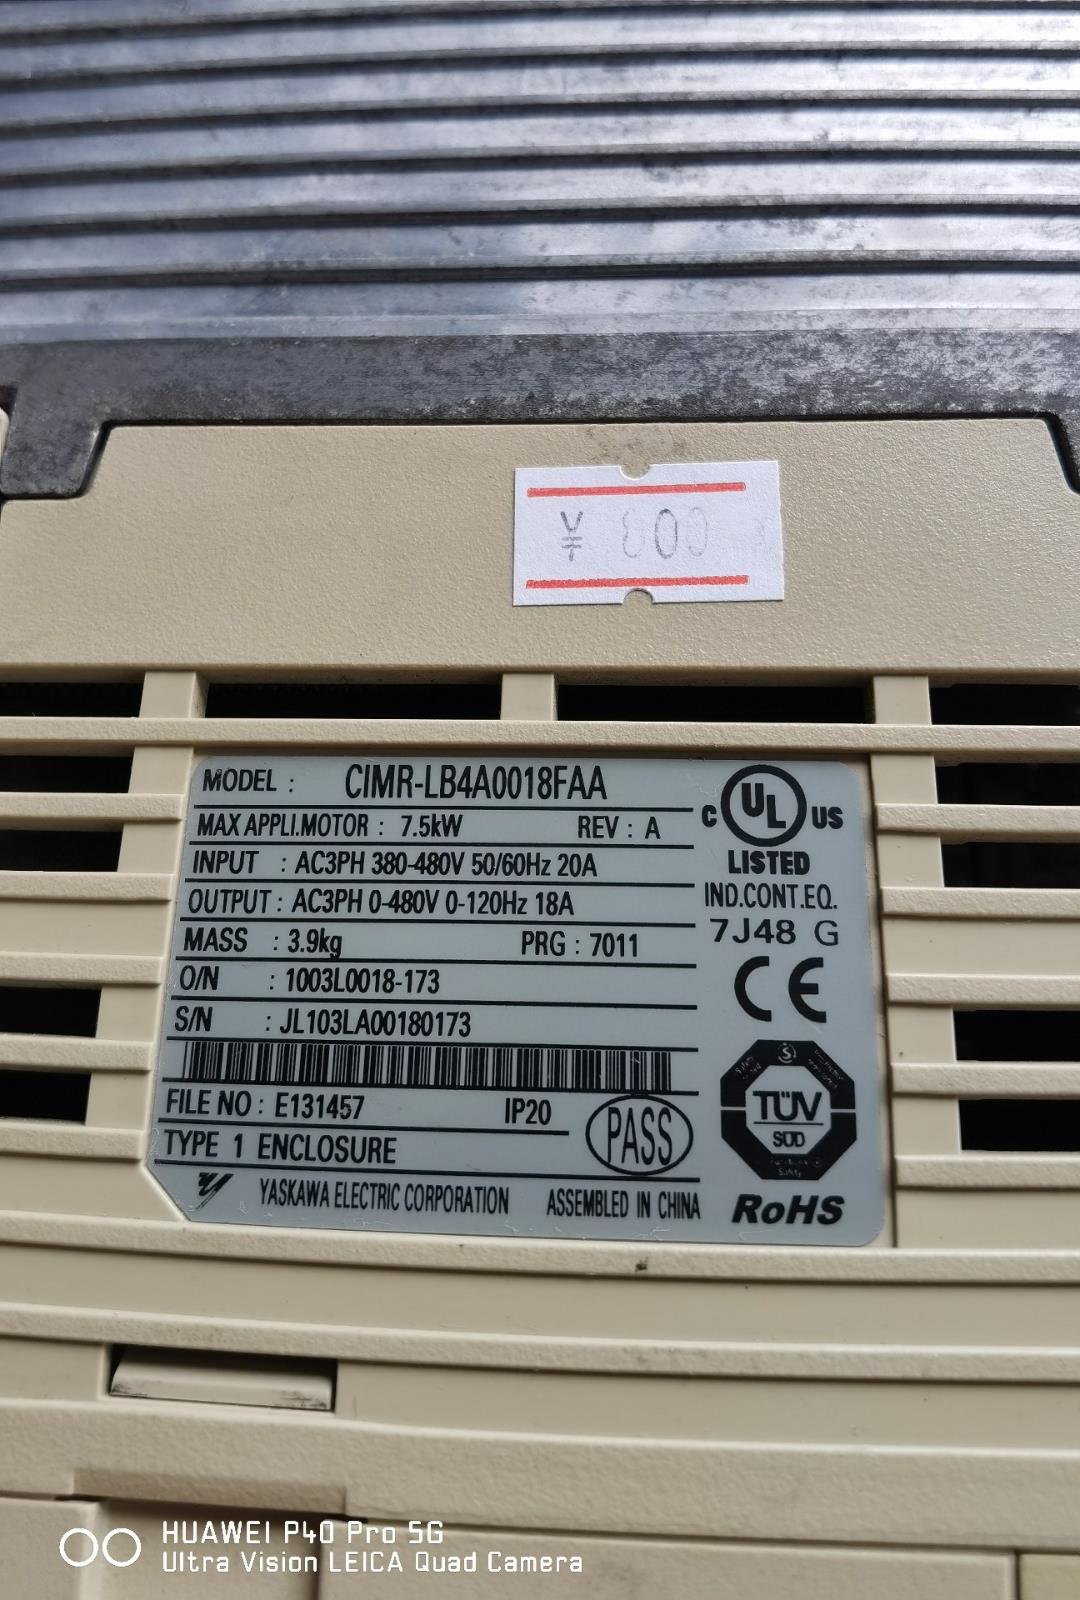 ¥ 800
MODEL : CIMR-LB4A0018FAA
MAX APPLI.MOTOR : 7.5kW REV : A
INPUT : AC3PH 380-480V 50/60Hz 20A
OUTPUT : AC3PH 0-480V 0-120Hz 18A
MASS : 3.9kg PRG : 7011
O/N : 1003L0018-173
S/N : JL103LA00180173
FILE NO : E131457 IP20
TYPE 1 ENCLOSURE
PASS
YASKAWA ELECTRIC CORPORATION ASSEMBLED IN CHINA
C UL US
LISTED
IND.CONT.EQ.
7J48 G
CE
TÜV
SÜD
Functional
Safety
RoHS
HUAWEI P40 Pro 5G
Ultra Vision LEICA Quad Camera